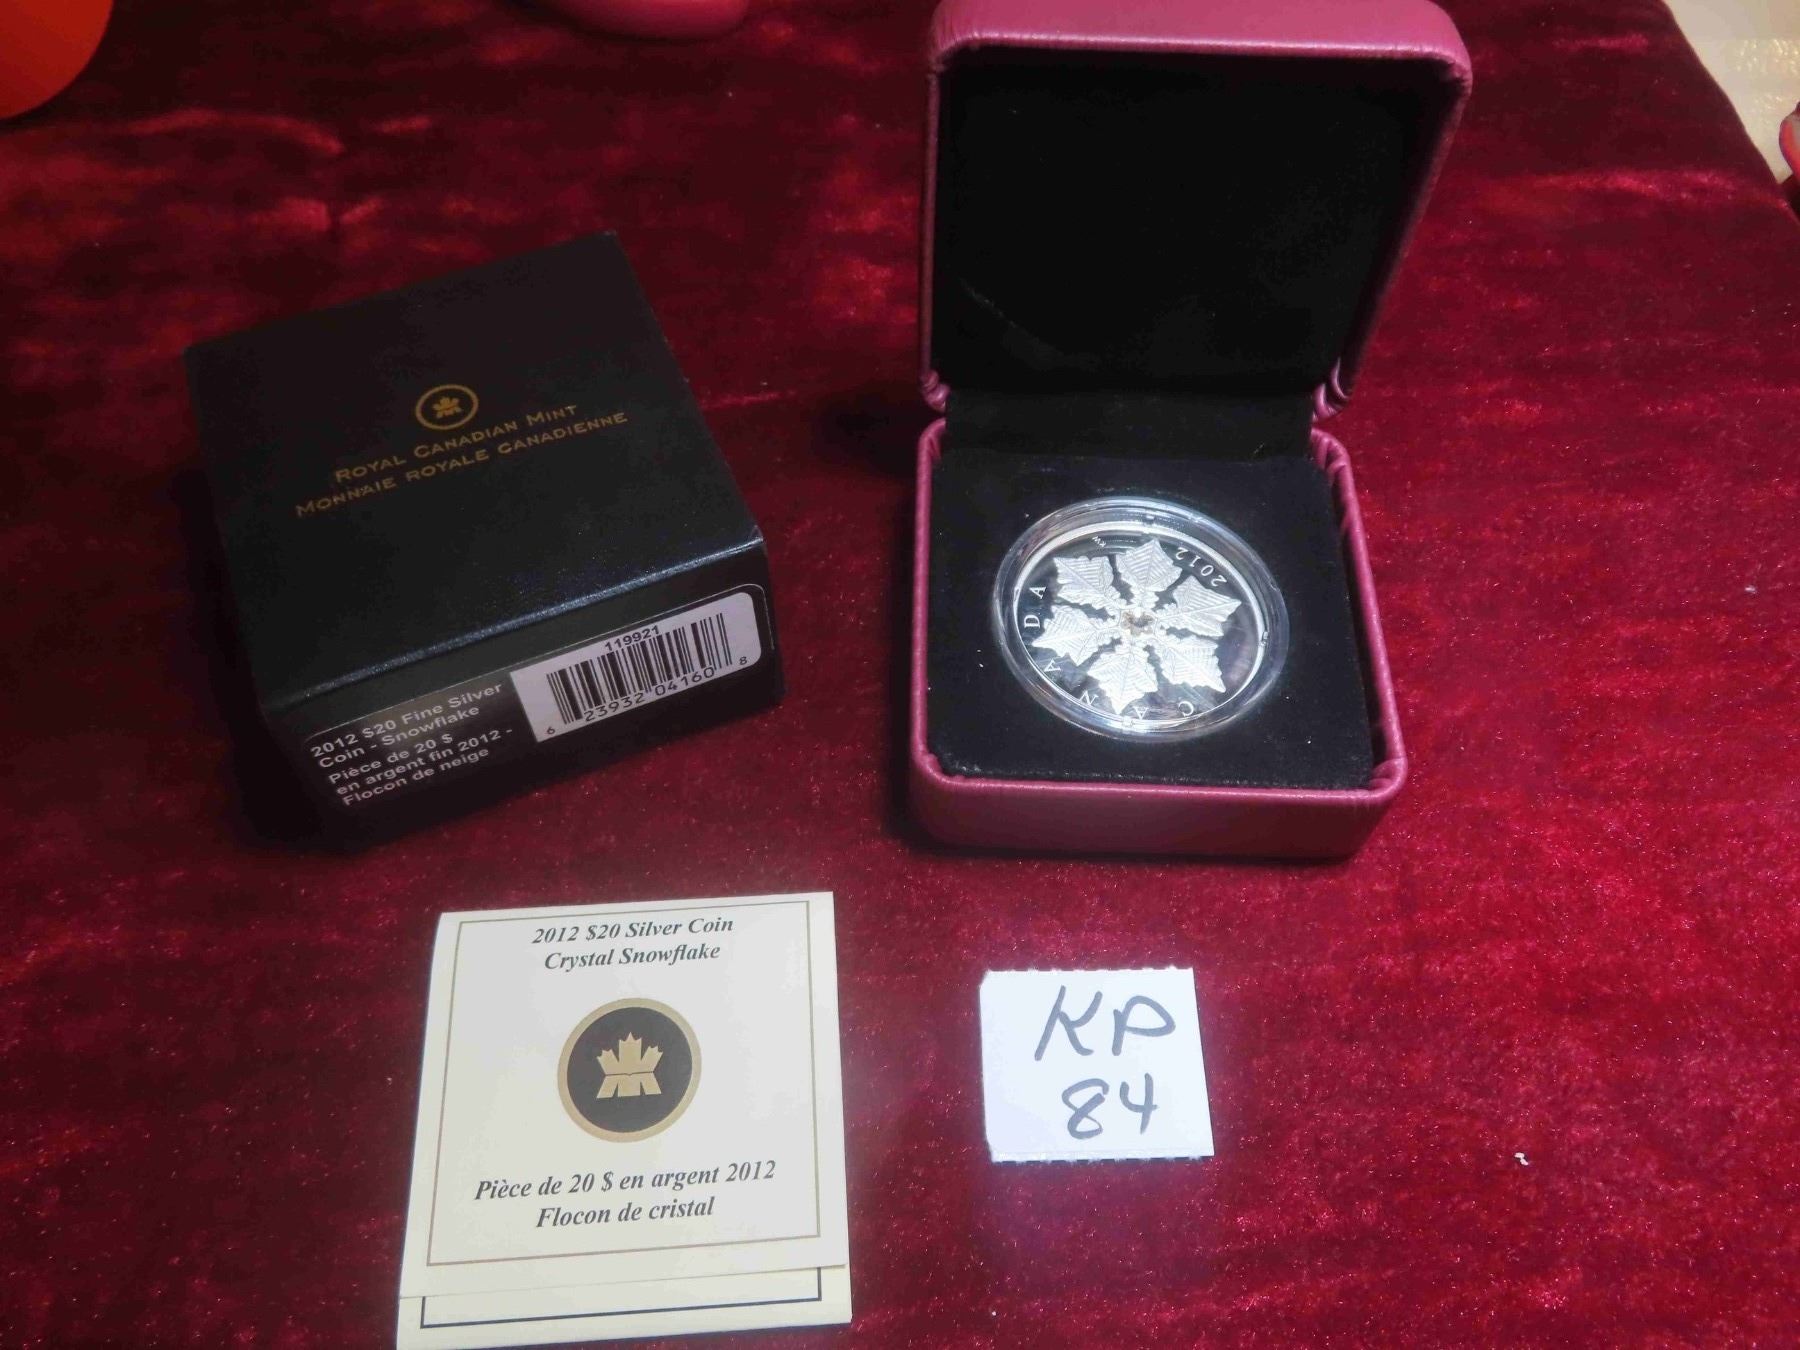 ROYAL CANADIAN MINT
MONNAIE ROYALE CANADIENNE
119921
6 23932 04160 8
2012 $20 Fine Silver
Coin - Snowflake
Pièce de 20 $
en argent fin 2012 -
Flocon de neige
CANADA
2012
KW
2012 $20 Silver Coin
Crystal Snowflake
Pièce de 20 $ en argent 2012
Flocon de cristal
KP
84